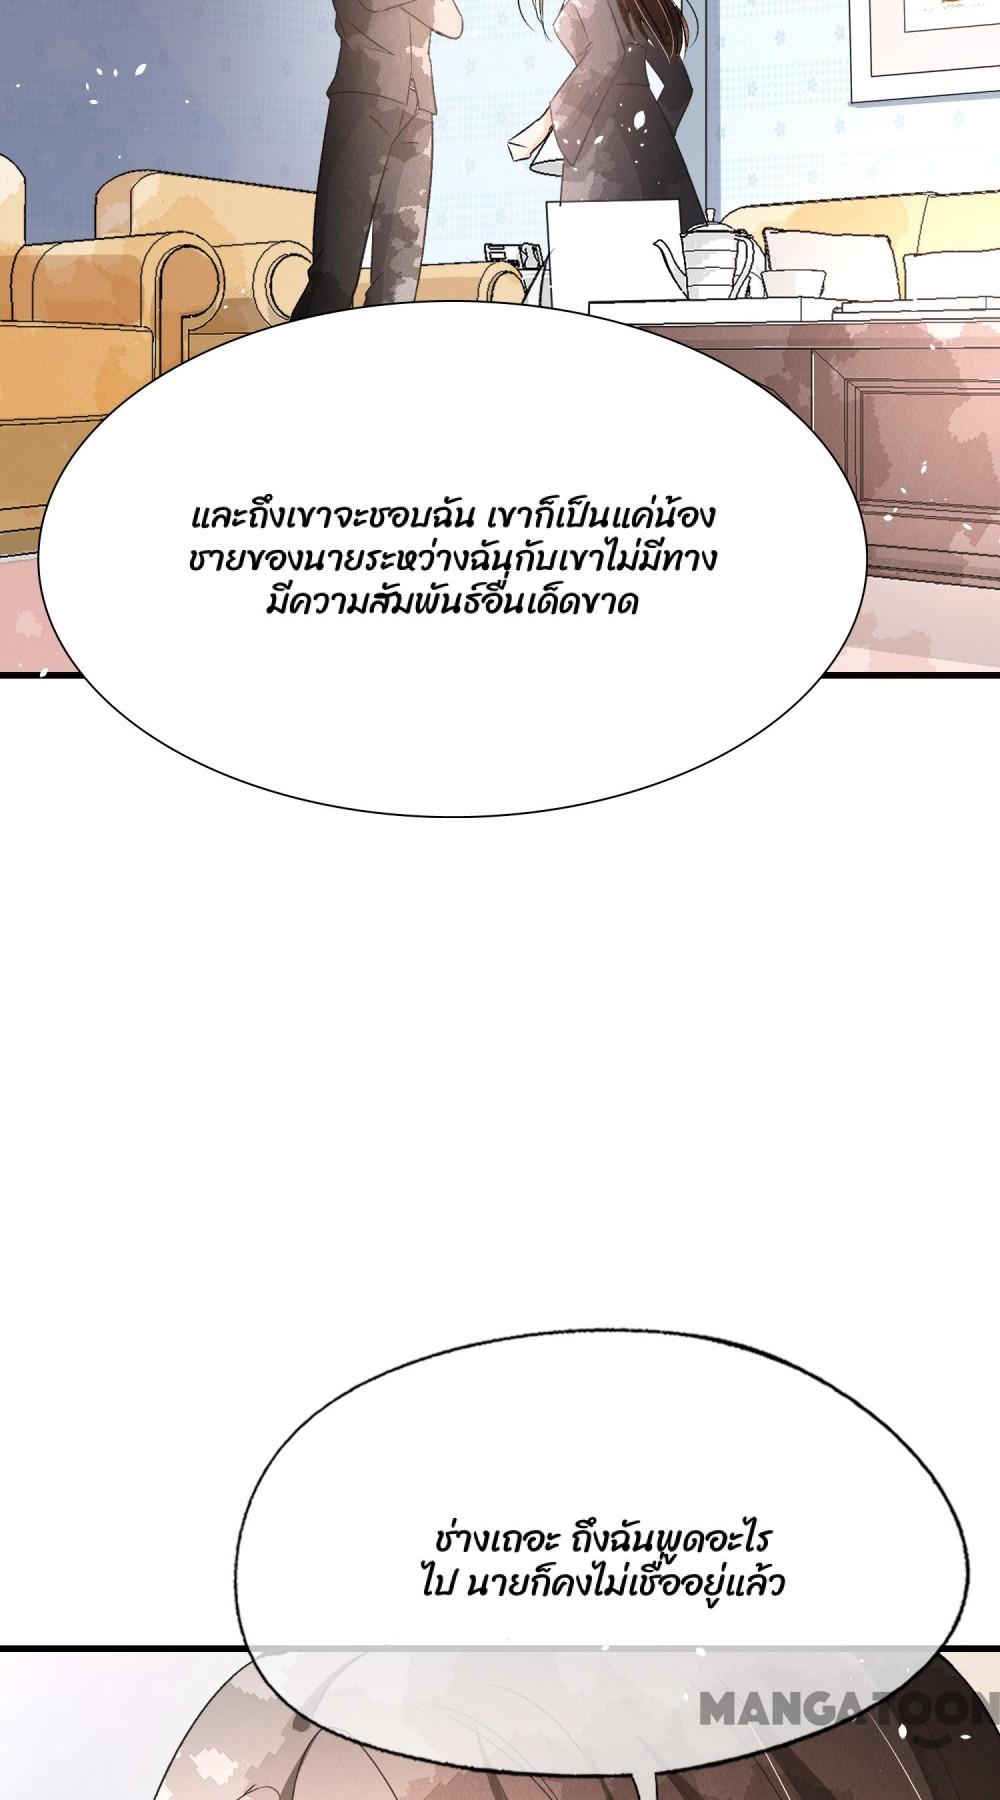 และถึงเขาจะชอบฉัน เขาก็เป็นแค่น้อง
ชายของนายระหว่างฉันกับเขาไม่มีทาง
มีความสัมพันธ์อื่นเด็ดขาด
ช่างเถอะ ถึงฉันพูดอะไร
ไป นายก็คงไม่เชื่ออยู่แล้ว
MANGATOON